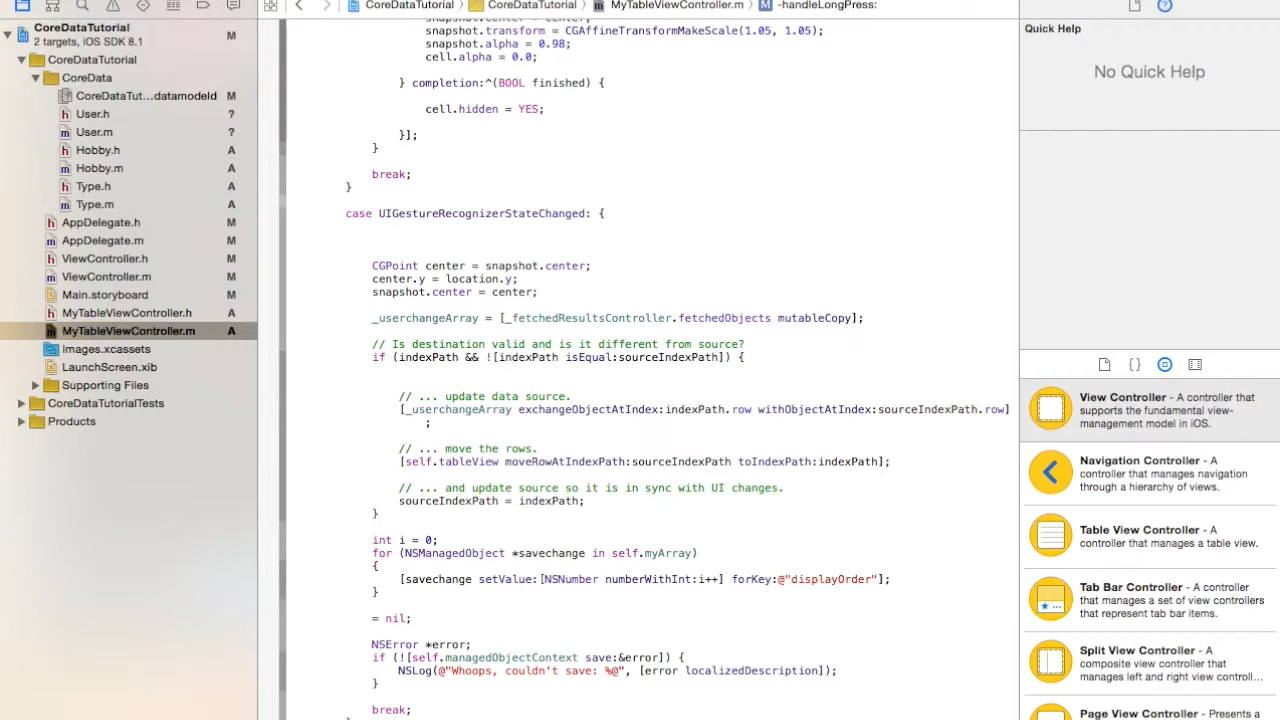 CoreDataTutorial
CoreDataTutorial
MyTableViewController.m
-handleLongPress:
CoreDataTutorial
M
2 targets, iOS SDK 8.1
CoreDataTutorial
CoreData
CoreDataTut...datamodeld
M
User.h
?
User.m
?
Hobby.h
A
Hobby.m
A
Type.h
A
Type.m
A
AppDelegate.h
M
AppDelegate.m
M
ViewController.h
M
ViewController.m
M
Main.storyboard
M
MyTableViewController.h
A
MyTableViewController.m
A
Images.xcassets
LaunchScreen.xib
Supporting Files
CoreDataTutorialTests
Products
snapshot.center = center;
snapshot.transform = CGAffineTransformMakeScale(1.05, 1.05);
snapshot.alpha = 0.98;
cell.alpha = 0.0;
} completion:^(BOOL finished) {
cell.hidden = YES;
}];
}
break;
}
case UIGestureRecognizerStateChanged: {
CGPoint center = snapshot.center;
center.y = location.y;
snapshot.center = center;
_userchangeArray = [_fetchedResultsController.fetchedObjects mutableCopy];
// Is destination valid and is it different from source?
if (indexPath && ![indexPath isEqual:sourceIndexPath]) {
// ... update data source.
[_userchangeArray exchangeObjectAtIndex:indexPath.row withObjectAtIndex:sourceIndexPath.row]
;
// ... move the rows.
[self.tableView moveRowAtIndexPath:sourceIndexPath toIndexPath:indexPath];
// ... and update source so it is in sync with UI changes.
sourceIndexPath = indexPath;
}
int i = 0;
for (NSManagedObject *savechange in self.myArray)
{
[savechange setValue:[NSNumber numberWithInt:i++] forKey:@"displayOrder"];
}
= nil;
NSError *error;
if (![self.managedObjectContext save:&error]) {
NSLog(@"Whoops, couldn't save: %@", [error localizedDescription]);
}
break;
Quick Help
No Quick Help
{ }
View Controller - A controller that
supports the fundamental view-
management model in iOS.
Navigation Controller - A
controller that manages navigation
through a hierarchy of views.
Table View Controller - A
controller that manages a table view.
Tab Bar Controller - A controller
that manages a set of view controllers
that represent tab bar items.
Split View Controller - A
composite view controller that
manages left and right view controll...
Page View Controller - Presents a